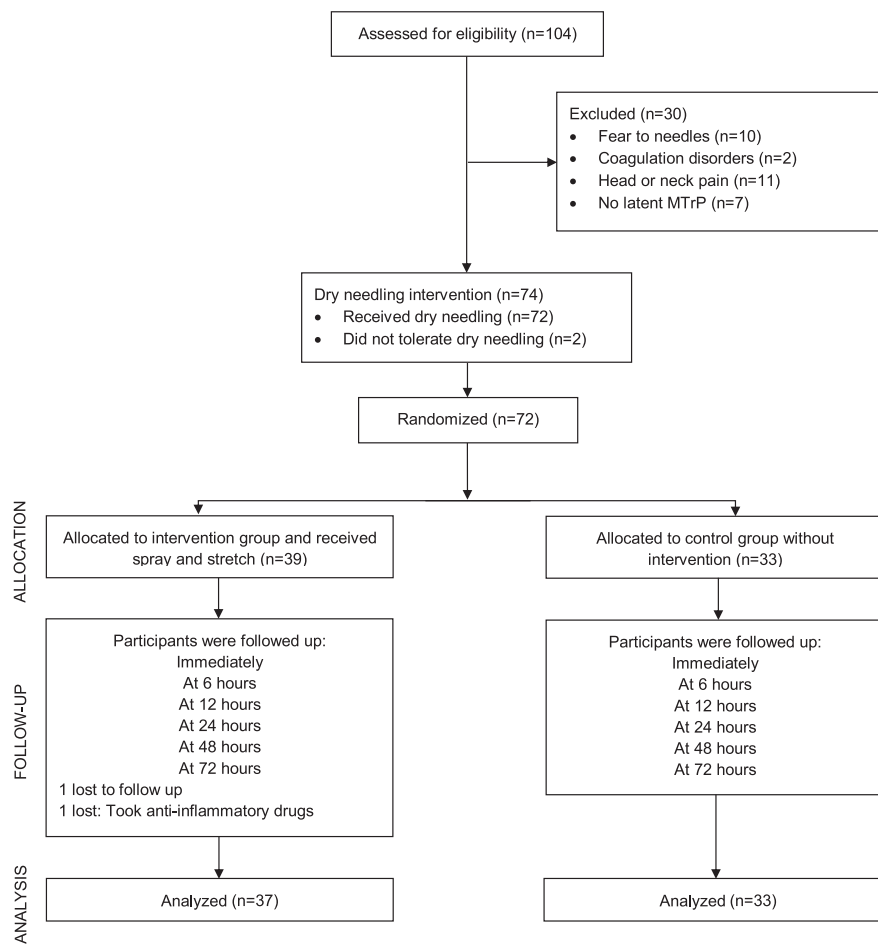 Assessed for eligibility (n=104)
Excluded (n=30)
• Fear to needles (n=10)
• Coagulation disorders (n=2)
• Head or neck pain (n=11)
• No latent MTrP (n=7)
Dry needling intervention (n=74)
• Received dry needling (n=72)
• Did not tolerate dry needling (n=2)
Randomized (n=72)
ALLOCATION
Allocated to intervention group and received
spray and stretch (n=39)
Allocated to control group without
intervention (n=33)
FOLLOW-UP
Participants were followed up:
Immediately
At 6 hours
At 12 hours
At 24 hours
At 48 hours
At 72 hours
1 lost to follow up
1 lost: Took anti-inflammatory drugs
Participants were followed up:
Immediately
At 6 hours
At 12 hours
At 24 hours
At 48 hours
At 72 hours
ANALYSIS
Analyzed (n=37)
Analyzed (n=33)